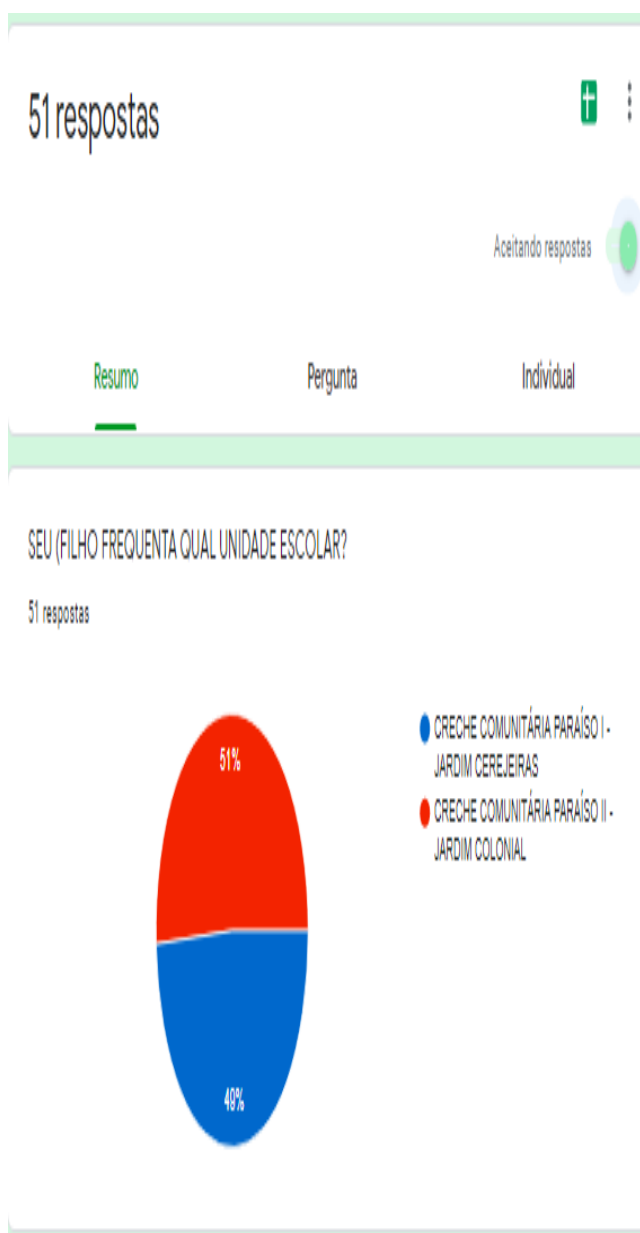 51 respostas
Aceitando respostas
Resumo
Pergunta
Individual
SEU (FILHO FREQUENTA QUAL UNIDADE ESCOLAR?
51 respostas
51%
49%
CRECHE COMUNITÁRIA PARAÍSO I -
JARDIM CEREJEIRAS
CRECHE COMUNITÁRIA PARAÍSO II -
JARDIM COLONIAL